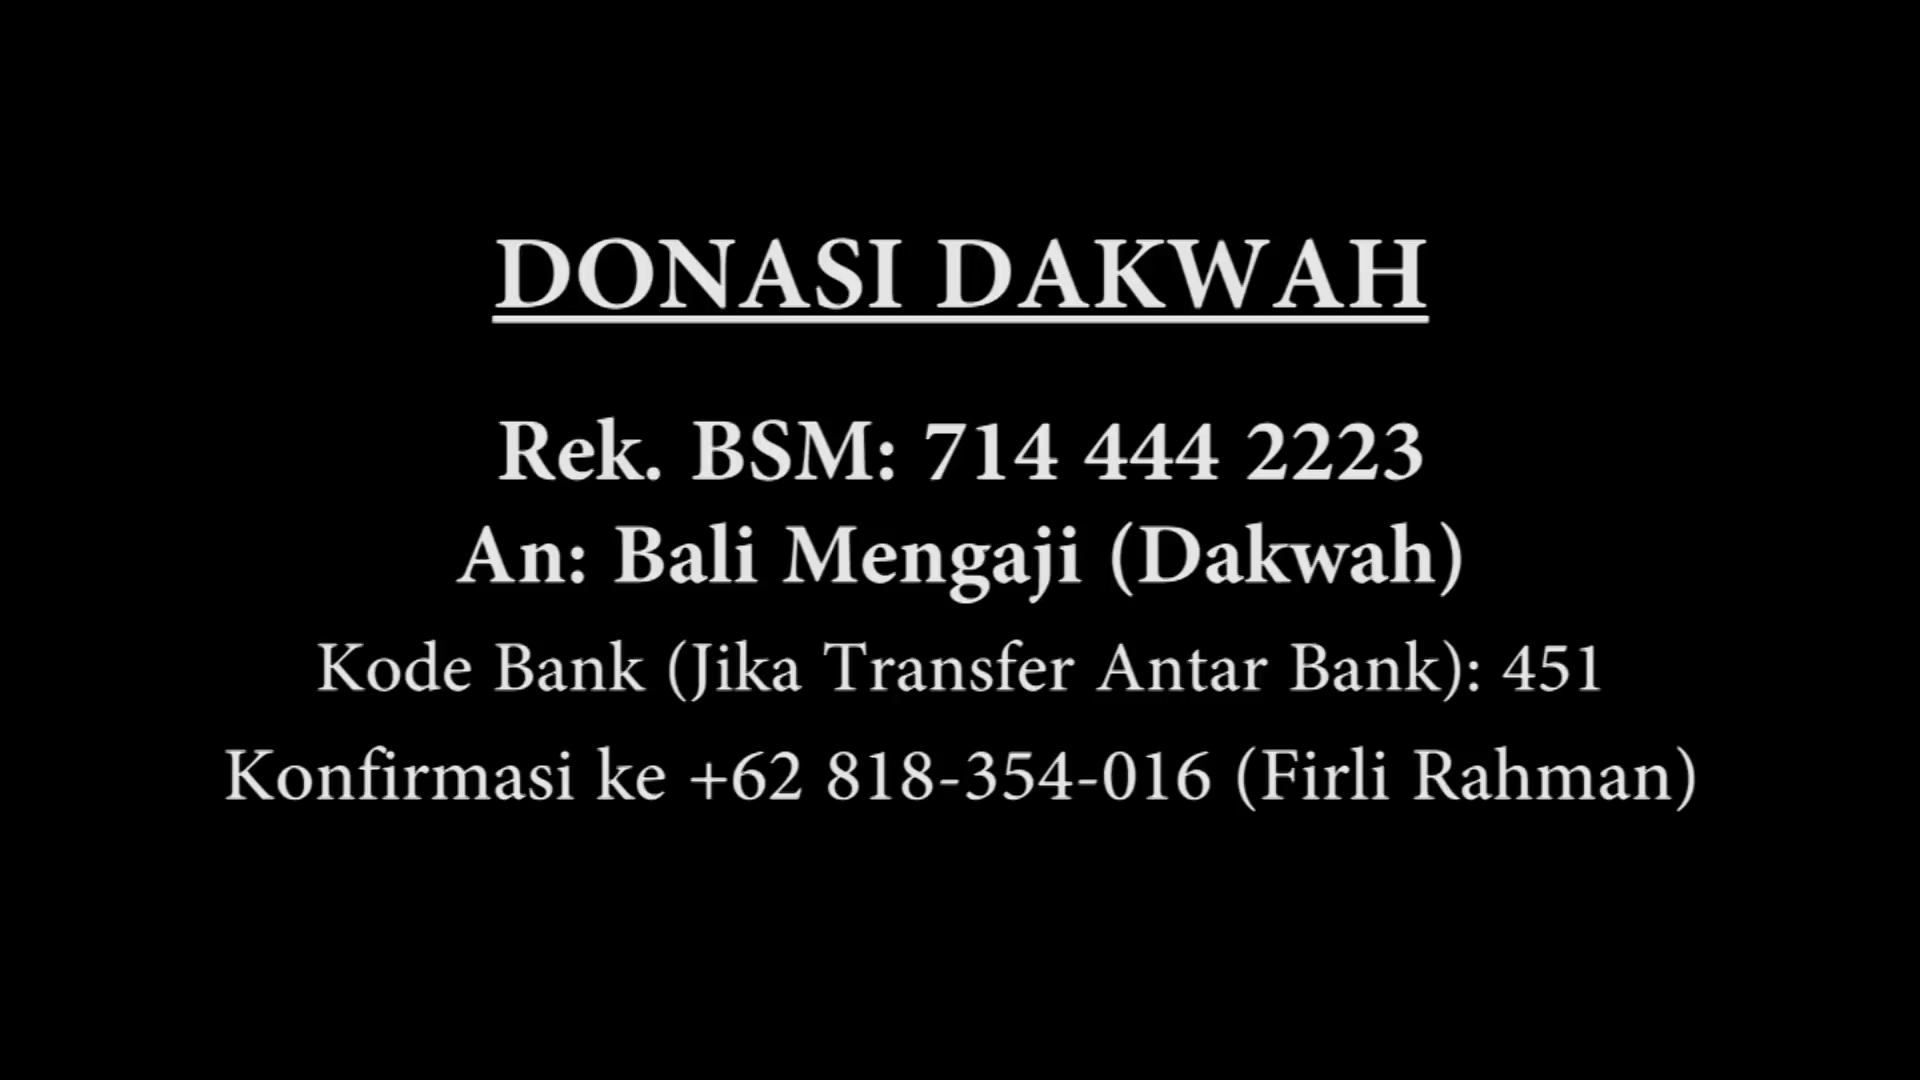 DONASI DAKWAH
Rek. BSM: 714 444 2223
An: Bali Mengaji (Dakwah)
Kode Bank (Jika Transfer Antar Bank): 451
Konfirmasi ke +62 818-354-016 (Firli Rahman)